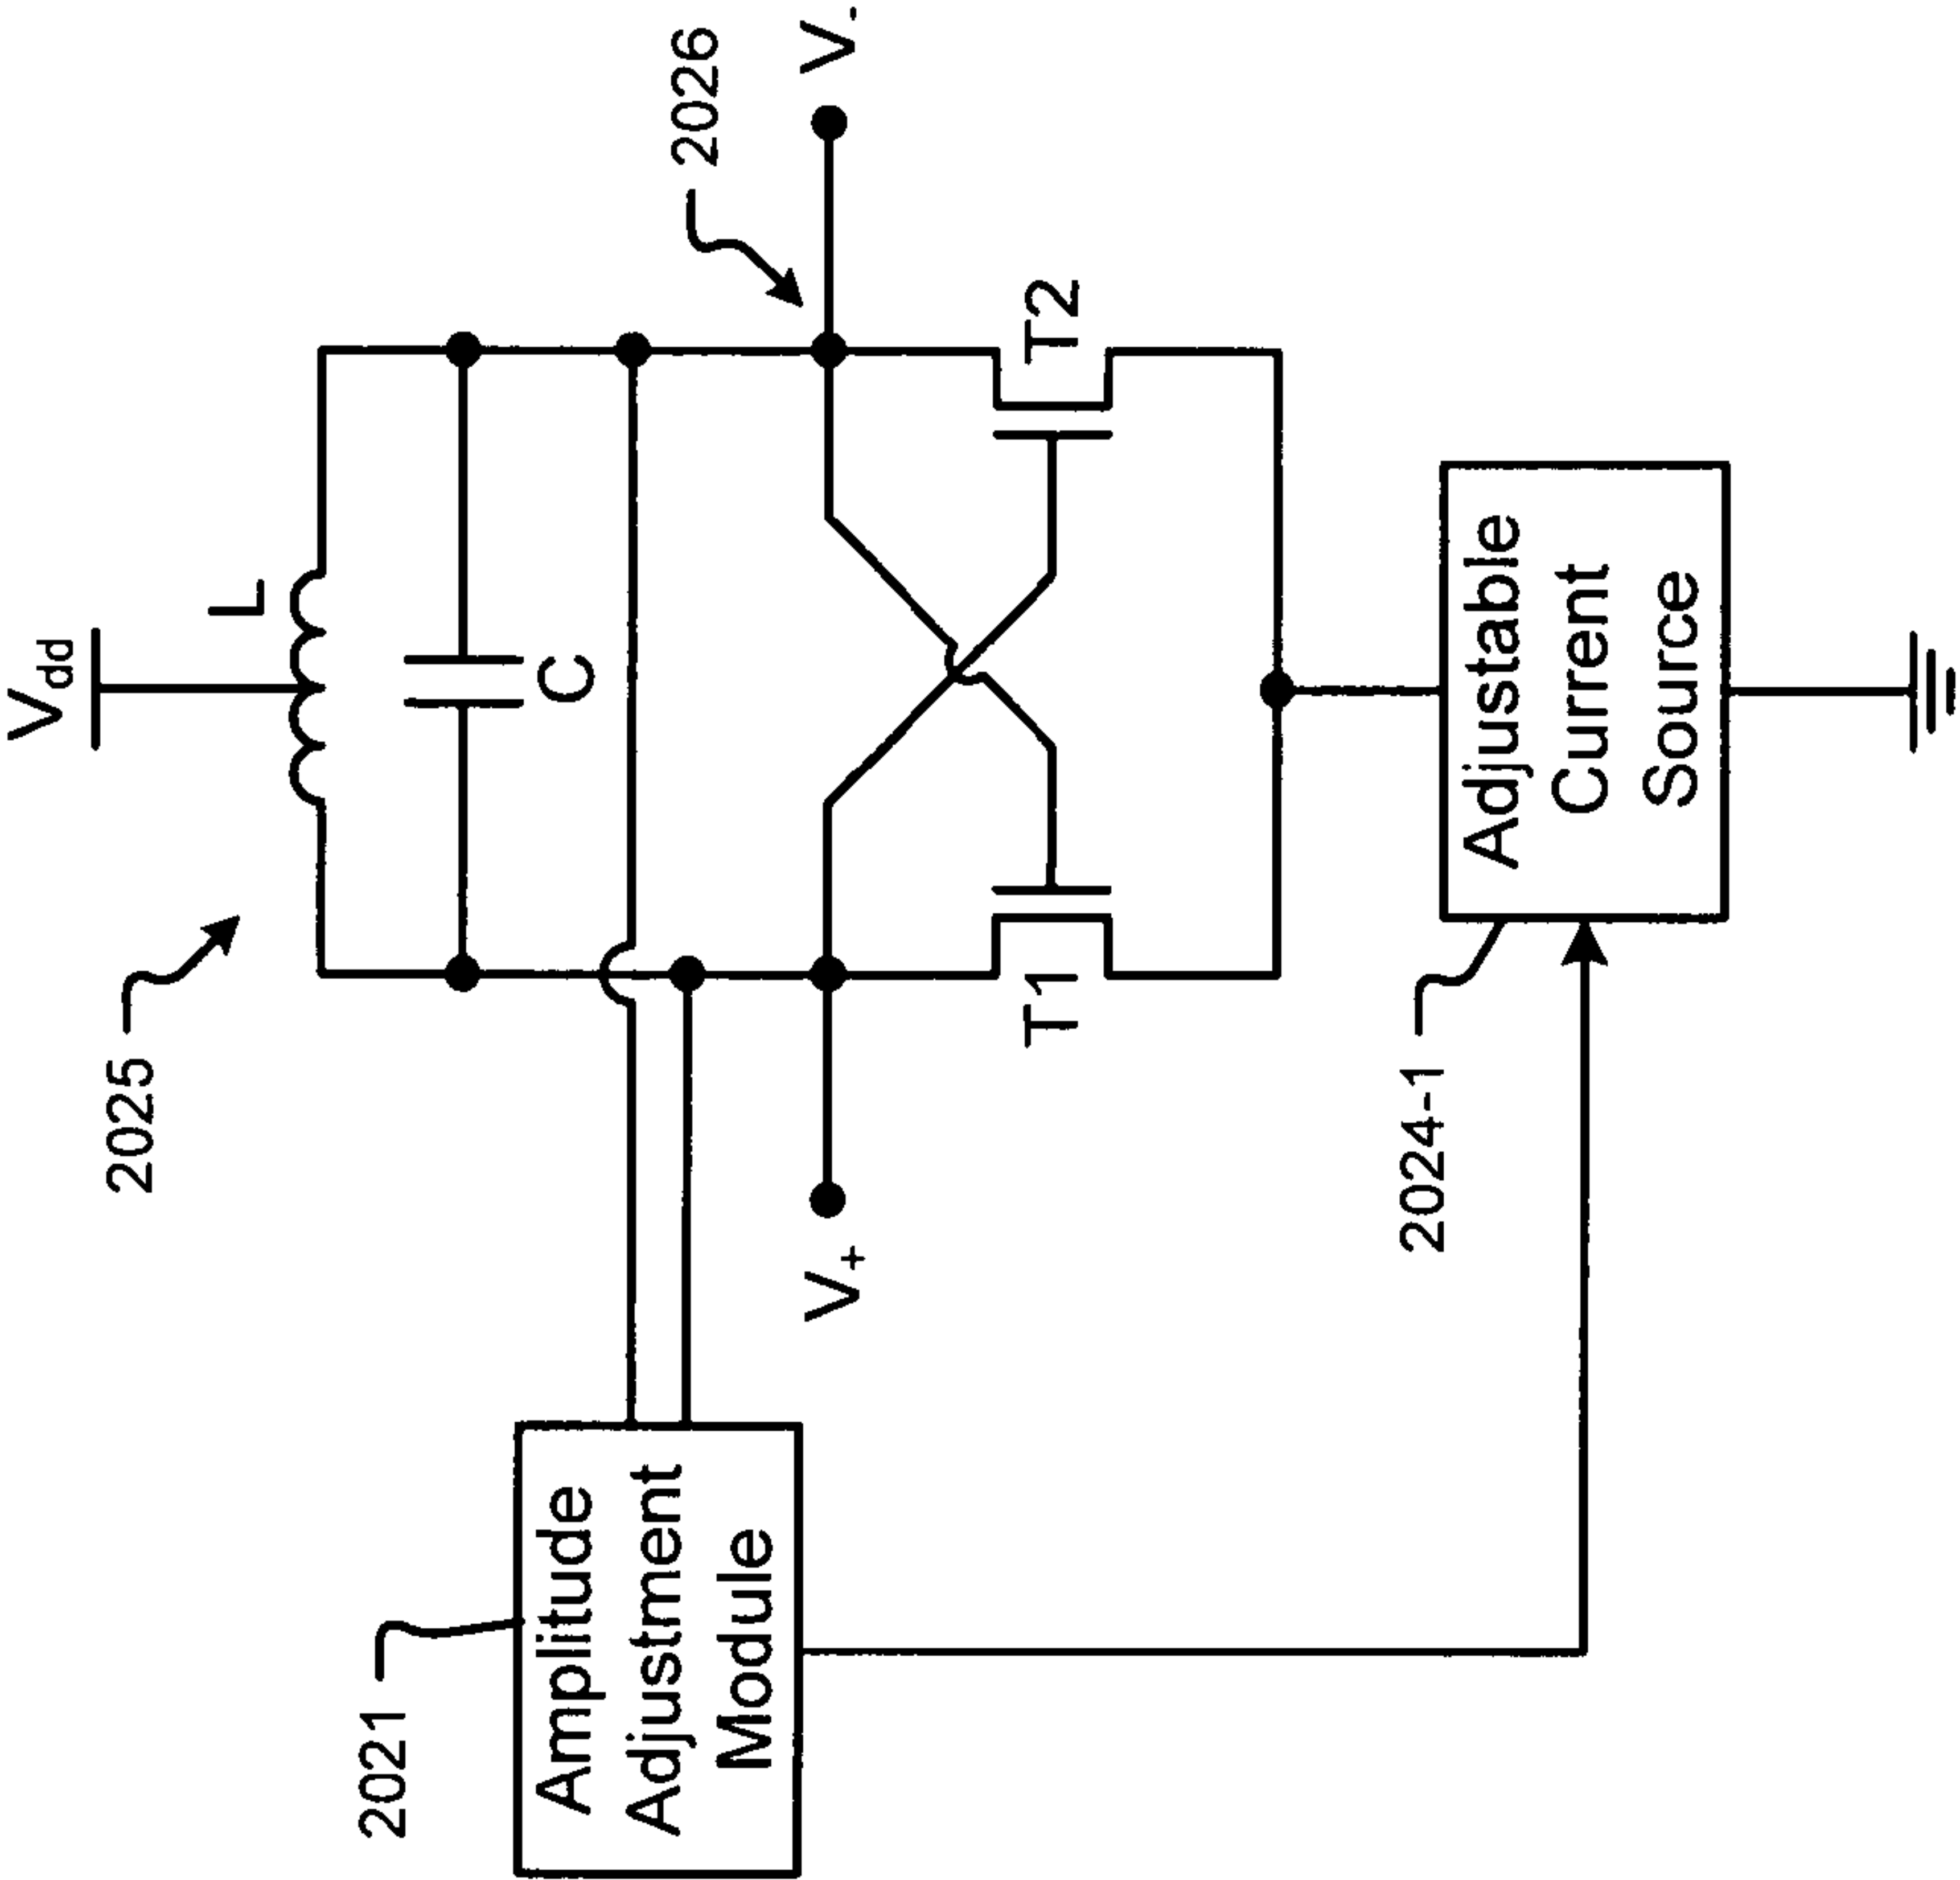 Vdd
L
2025
C
2026
2021
Amplitude
Adjustment
Module
V+
V-
T1
T2
2024-1
Adjustable
Current
Source